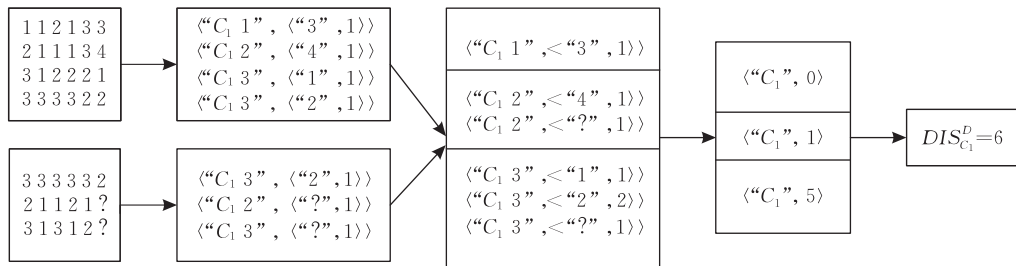 1 1 2 1 3 3
2 1 1 1 3 4
3 1 2 2 2 1
3 3 3 3 2 2
3 3 3 3 3 2
2 1 1 2 1 ?
3 1 3 1 2 ?
⟨“C₁ 1”, ⟨“3”,1⟩⟩
⟨“C₁ 2”, ⟨“4”,1⟩⟩
⟨“C₁ 3”, ⟨“1”,1⟩⟩
⟨“C₁ 3”, ⟨“2”,1⟩⟩
⟨“C₁ 3”, ⟨“2”,1⟩⟩
⟨“C₁ 2”, ⟨“?”,1⟩⟩
⟨“C₁ 3”, ⟨“?”,1⟩⟩
⟨“C₁ 1”,<“3”,1⟩⟩
⟨“C₁ 2”,<“4”,1⟩⟩
⟨“C₁ 2”,<“?”,1⟩⟩
⟨“C₁ 3”,<“1”,1⟩⟩
⟨“C₁ 3”,<“2”,2⟩⟩
⟨“C₁ 3”,<“?”,1⟩⟩
⟨“C₁”, 0⟩
⟨“C₁”, 1⟩
⟨“C₁”, 5⟩
DIS^D_{C₁}=6